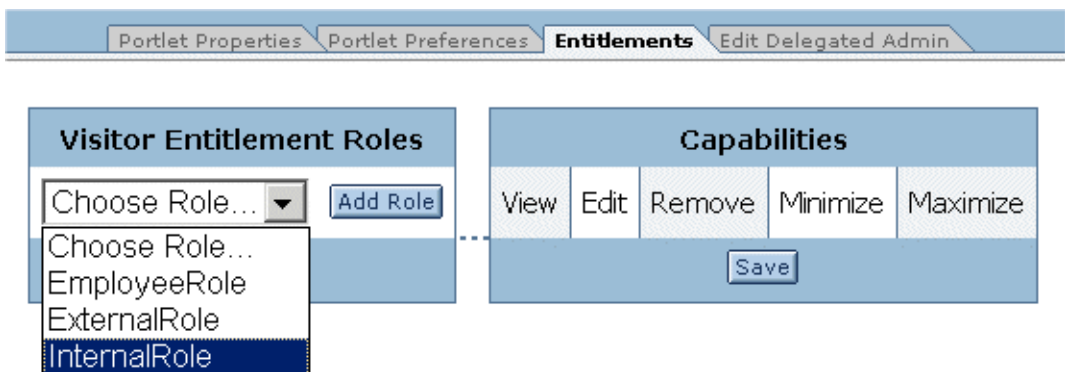 Portlet Properties Portlet Preferences Entitlements Edit Delegated Admin
Visitor Entitlement Roles
Choose Role... Add Role
Choose Role...
EmployeeRole
ExternalRole
InternalRole
Capabilities
View Edit Remove Minimize Maximize
Save